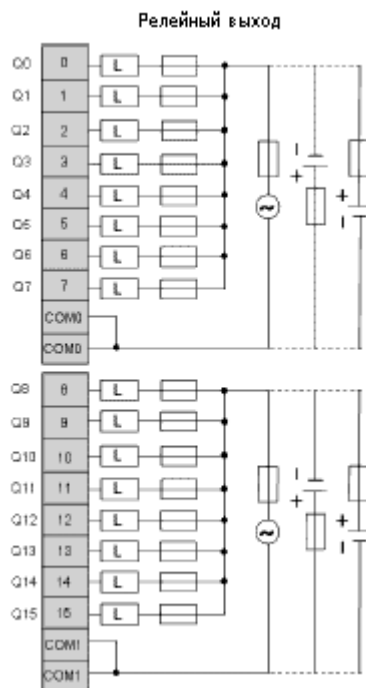 Релейный выход
Q0 0 L
Q1 1 L
Q2 2 L
Q3 3 L
Q4 4 L
Q5 5 L
Q6 6 L
Q7 7 L
COM0
COM0
Q8 8 L
Q9 9 L
Q10 10 L
Q11 11 L
Q12 12 L
Q13 13 L
Q14 14 L
Q15 15 L
COM1
COM1